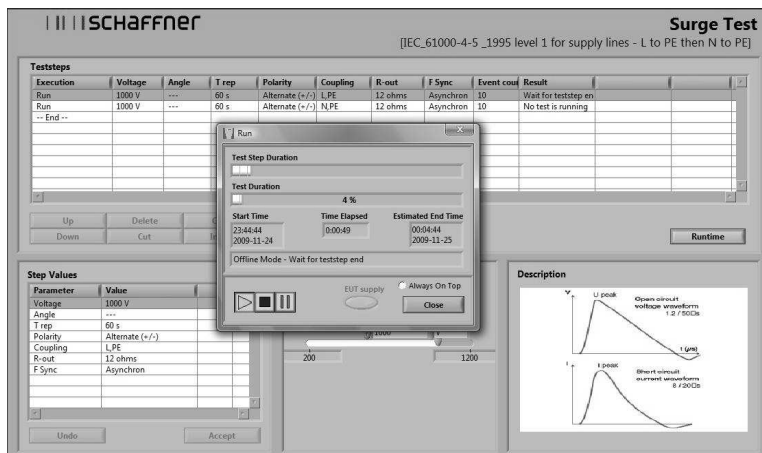 SCHAFFNER
Surge Test
[IEC_61000-4-5 _1995 level 1 for supply lines - L to PE then N to PE]
Teststeps
Execution Voltage Angle T rep Polarity Coupling R-out F Sync Event coui Result
Run 1000 V --- 60 s Alternate (+/-) L,PE 12 ohms Asynchron 10 Wait for teststep en
Run 1000 V --- 60 s Alternate (+/-) N,PE 12 ohms Asynchron 10 No test is running
-- End --
Run
Test Step Duration
Test Duration
4 %
Start Time Time Elapsed Estimated End Time
23:44:44 0:00:49 00:04:44
2009-11-24 2009-11-25
Offline Mode - Wait for teststep end
EUT supply
Always On Top
Close
Up Delete
Down Cut
Runtime
Step Values
Parameter Value
Voltage 1000 V
Angle ---
T rep 60 s
Polarity Alternate (+/-)
Coupling L,PE
R-out 12 ohms
F Sync Asynchron
Undo Accept
1000 V
200 1200
Description
U peak
Open circuit
voltage waveform
1.2 / 50□s
t (μs)
I peak
Short circuit
current waveform
8 / 20□s